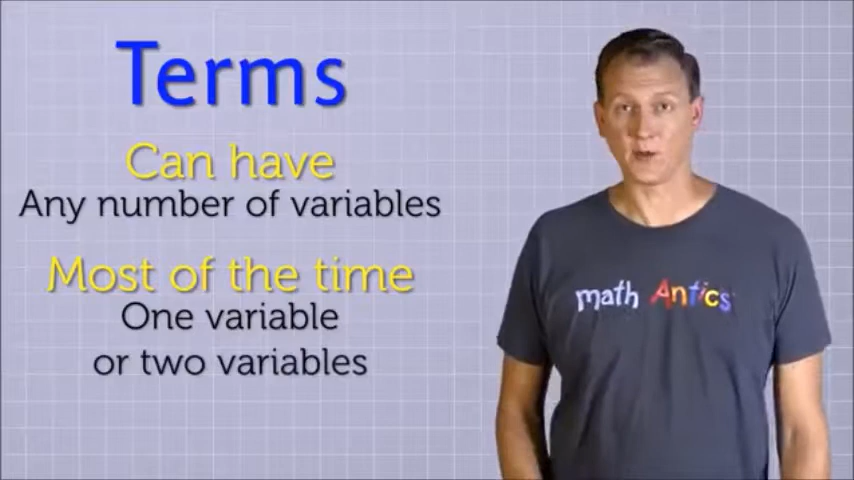 Terms
Can have
Any number of variables
Most of the time
One variable
or two variables
math Antics